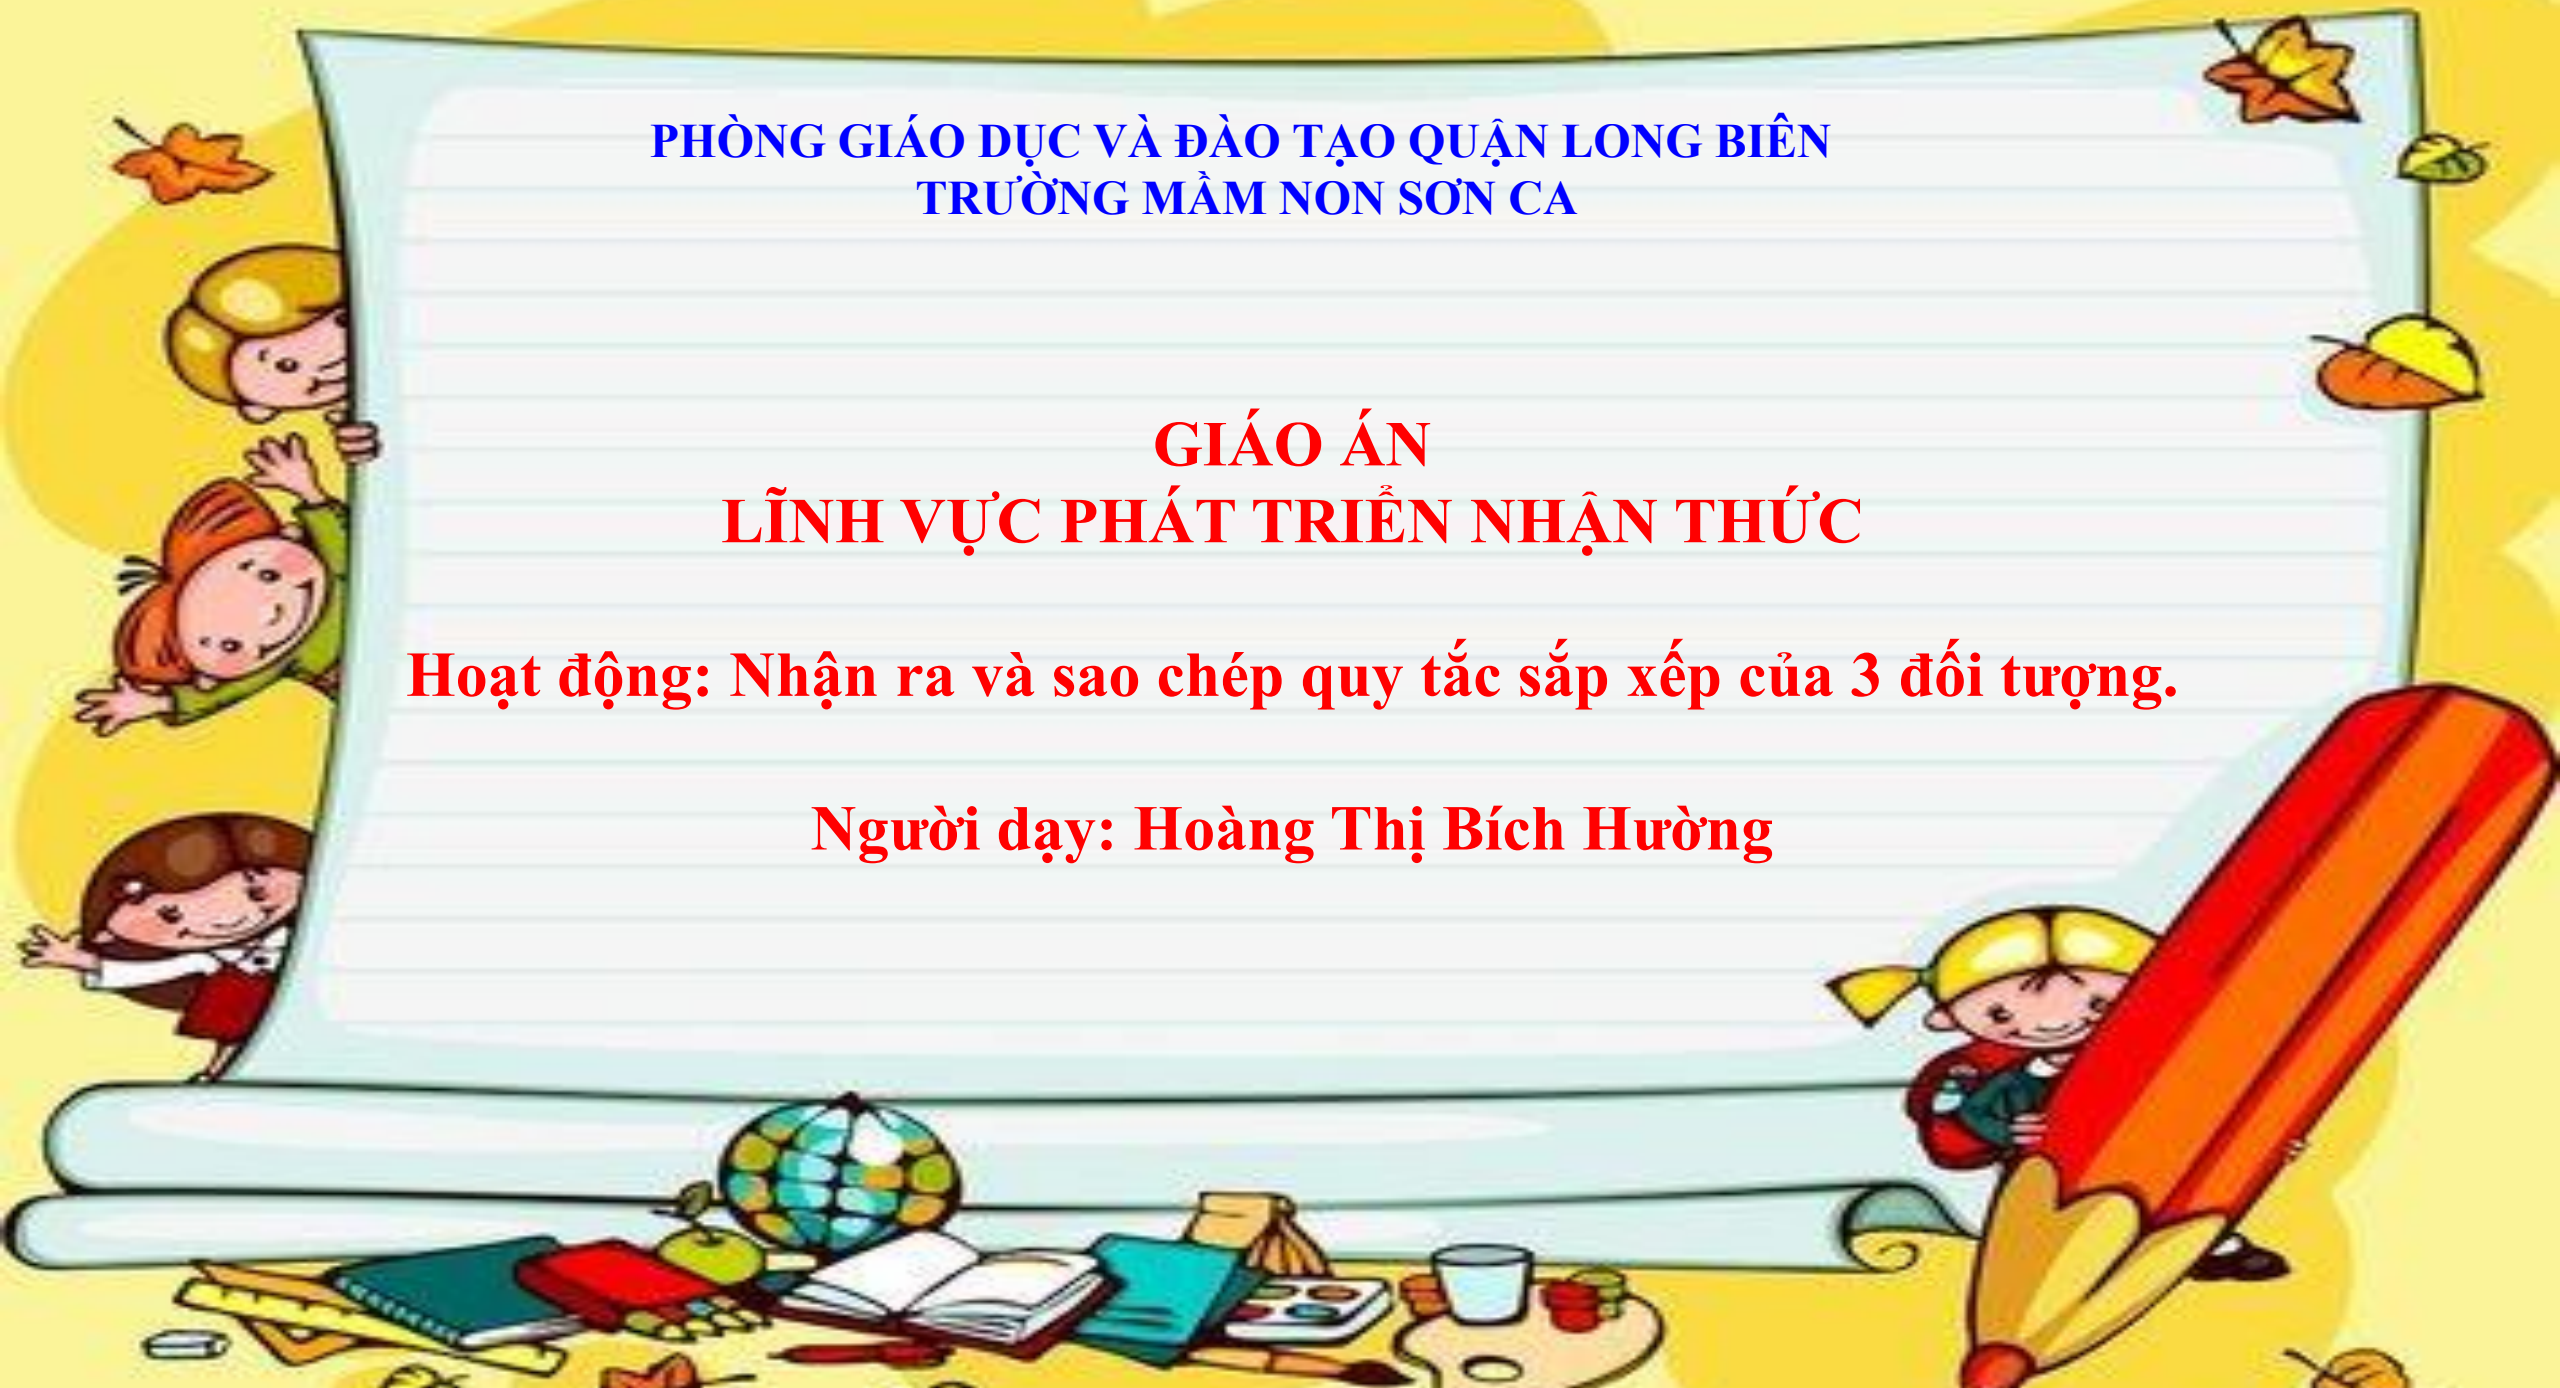 PHÒNG GIÁO DỤC VÀ ĐÀO TẠO QUẬN LONG BIÊN
TRƯỜNG MẦM NON SƠN CA
GIÁO ÁN
LĨNH VỰC PHÁT TRIỂN NHẬN THỨC
Hoạt động: Nhận ra và sao chép quy tắc sắp xếp của 3 đối tượng.
Người dạy: Hoàng Thị Bích Hường